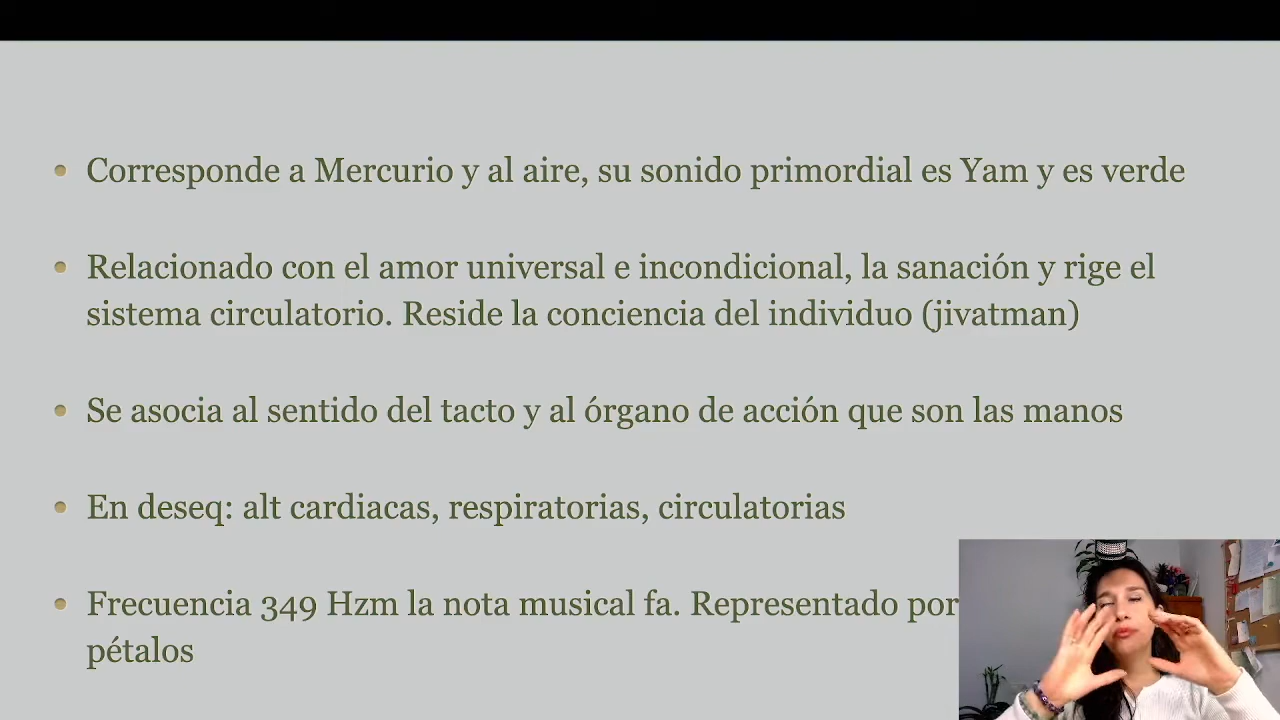 Corresponde a Mercurio y al aire, su sonido primordial es Yam y es verde
Relacionado con el amor universal e incondicional, la sanación y rige el
sistema circulatorio. Reside la conciencia del individuo (jivatman)
Se asocia al sentido del tacto y al órgano de acción que son las manos
En deseq: alt cardiacas, respiratorias, circulatorias
Frecuencia 349 Hzm la nota musical fa. Representado por
pétalos